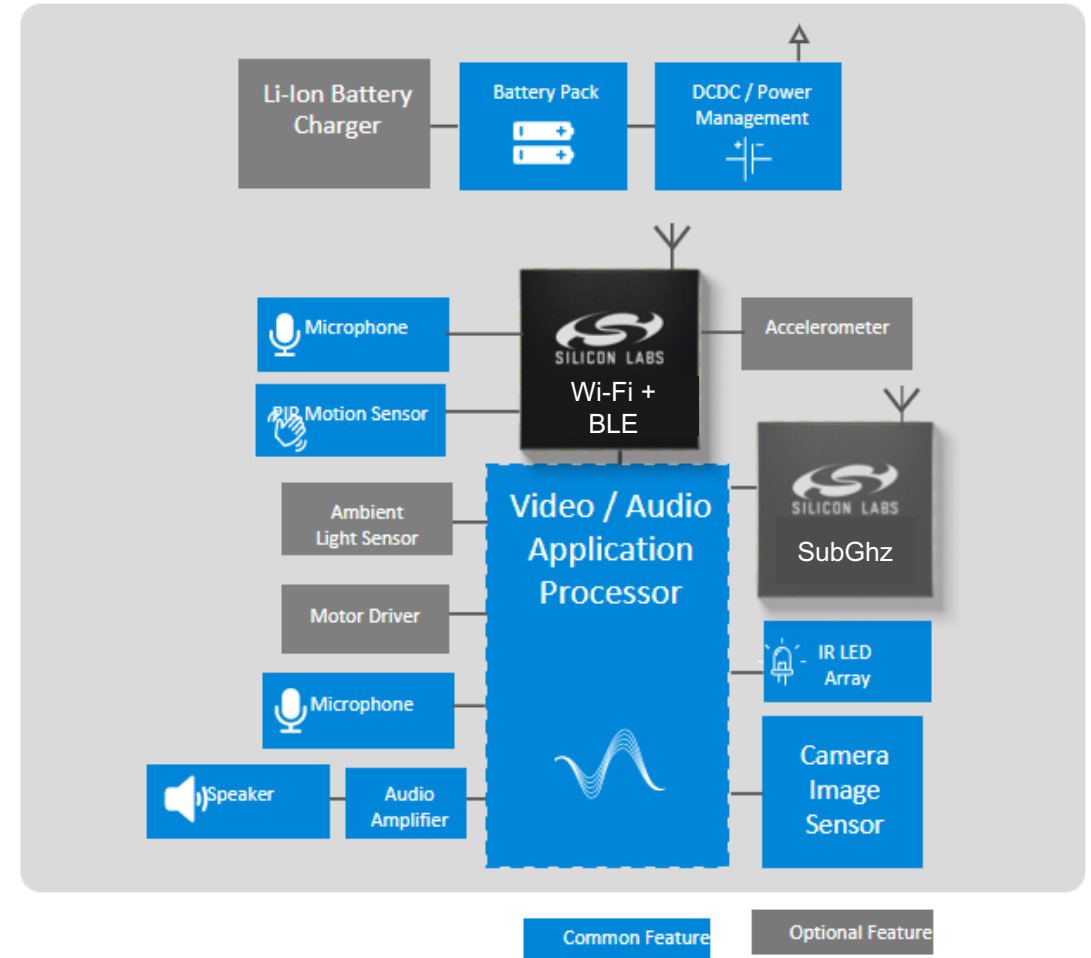 Li-Ion Battery
Charger
Battery Pack
DCDC / Power
Management
Microphone
SILICON LABS
Wi-Fi +
BLE
Accelerometer
PIR Motion Sensor
SILICON LABS
SubGhz
Ambient
Light Sensor
Video / Audio
Application
Processor
Motor Driver
IR LED
Array
Microphone
Camera
Image
Sensor
Speaker
Audio
Amplifier
Common Feature
Optional Feature